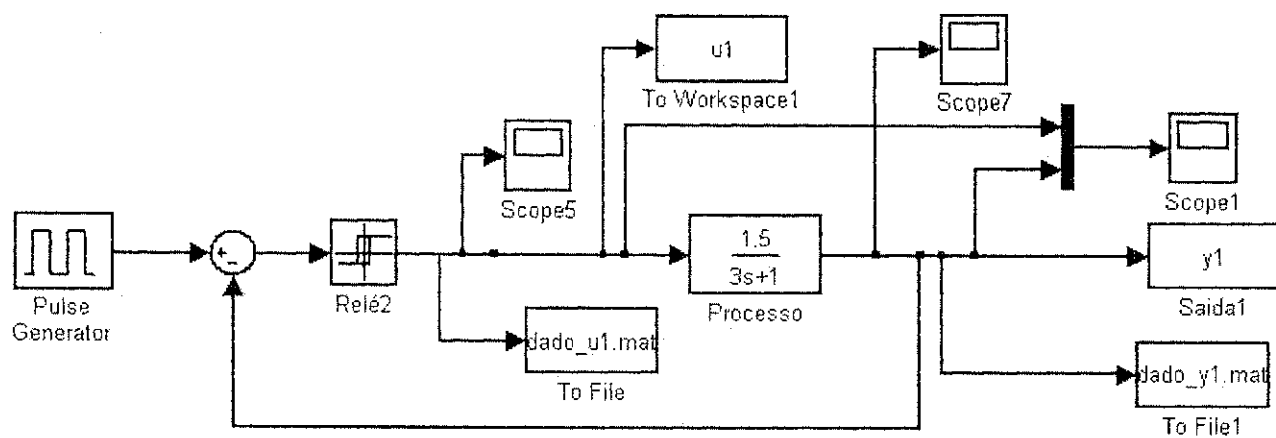 u1
To Workspace1
Scope7
Scope5
Scope1
Pulse
Generator
+
-
Relé2
1.5
3s+1
Processo
y1
Saida1
dado_u1.mat
To File
dado_y1.mat
To File1